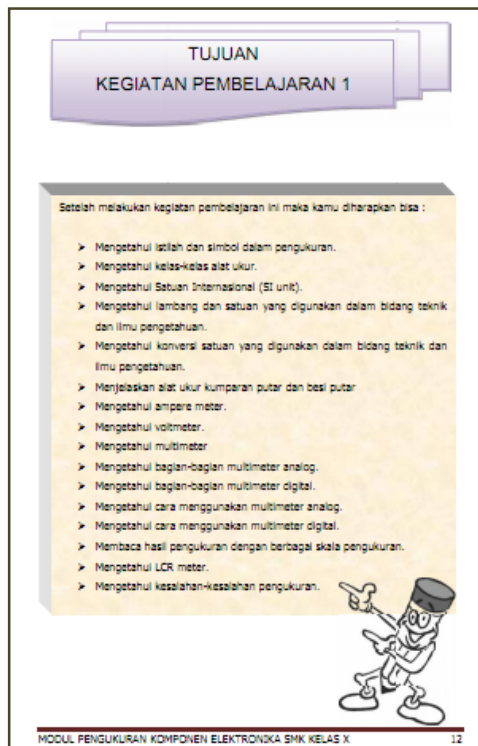 TUJUAN
KEGIATAN PEMBELAJARAN 1
Setelah melakukan kegiatan pembelajaran ini maka kamu diharapkan bisa :
➢ Mengetahui istilah dan simbol dalam pengukuran.
➢ Mengetahui kelas-kelas alat ukur.
➢ Mengetahui Satuan Internasional (SI unit).
➢ Mengetahui lambang dan satuan yang digunakan dalam bidang teknik
dan ilmu pengetahuan.
➢ Mengetahui konversi satuan yang digunakan dalam bidang teknik dan
ilmu pengetahuan.
➢ Menjelaskan alat ukur kumparan putar dan besi putar
➢ Mengetahui ampere meter.
➢ Mengetahui voltmeter.
➢ Mengetahui multimeter
➢ Mengetahui bagian-bagian multimeter analog.
➢ Mengetahui bagian-bagian multimeter digital.
➢ Mengetahui cara menggunakan multimeter analog.
➢ Mengetahui cara menggunakan multimeter digital.
➢ Membaca hasil pengukuran dengan berbagai skala pengukuran.
➢ Mengetahui LCR meter.
➢ Mengetahui kesalahan-kesalahan pengukuran.
MODUL PENGUKURAN KOMPONEN ELEKTRONIKA SMK KELAS X 12